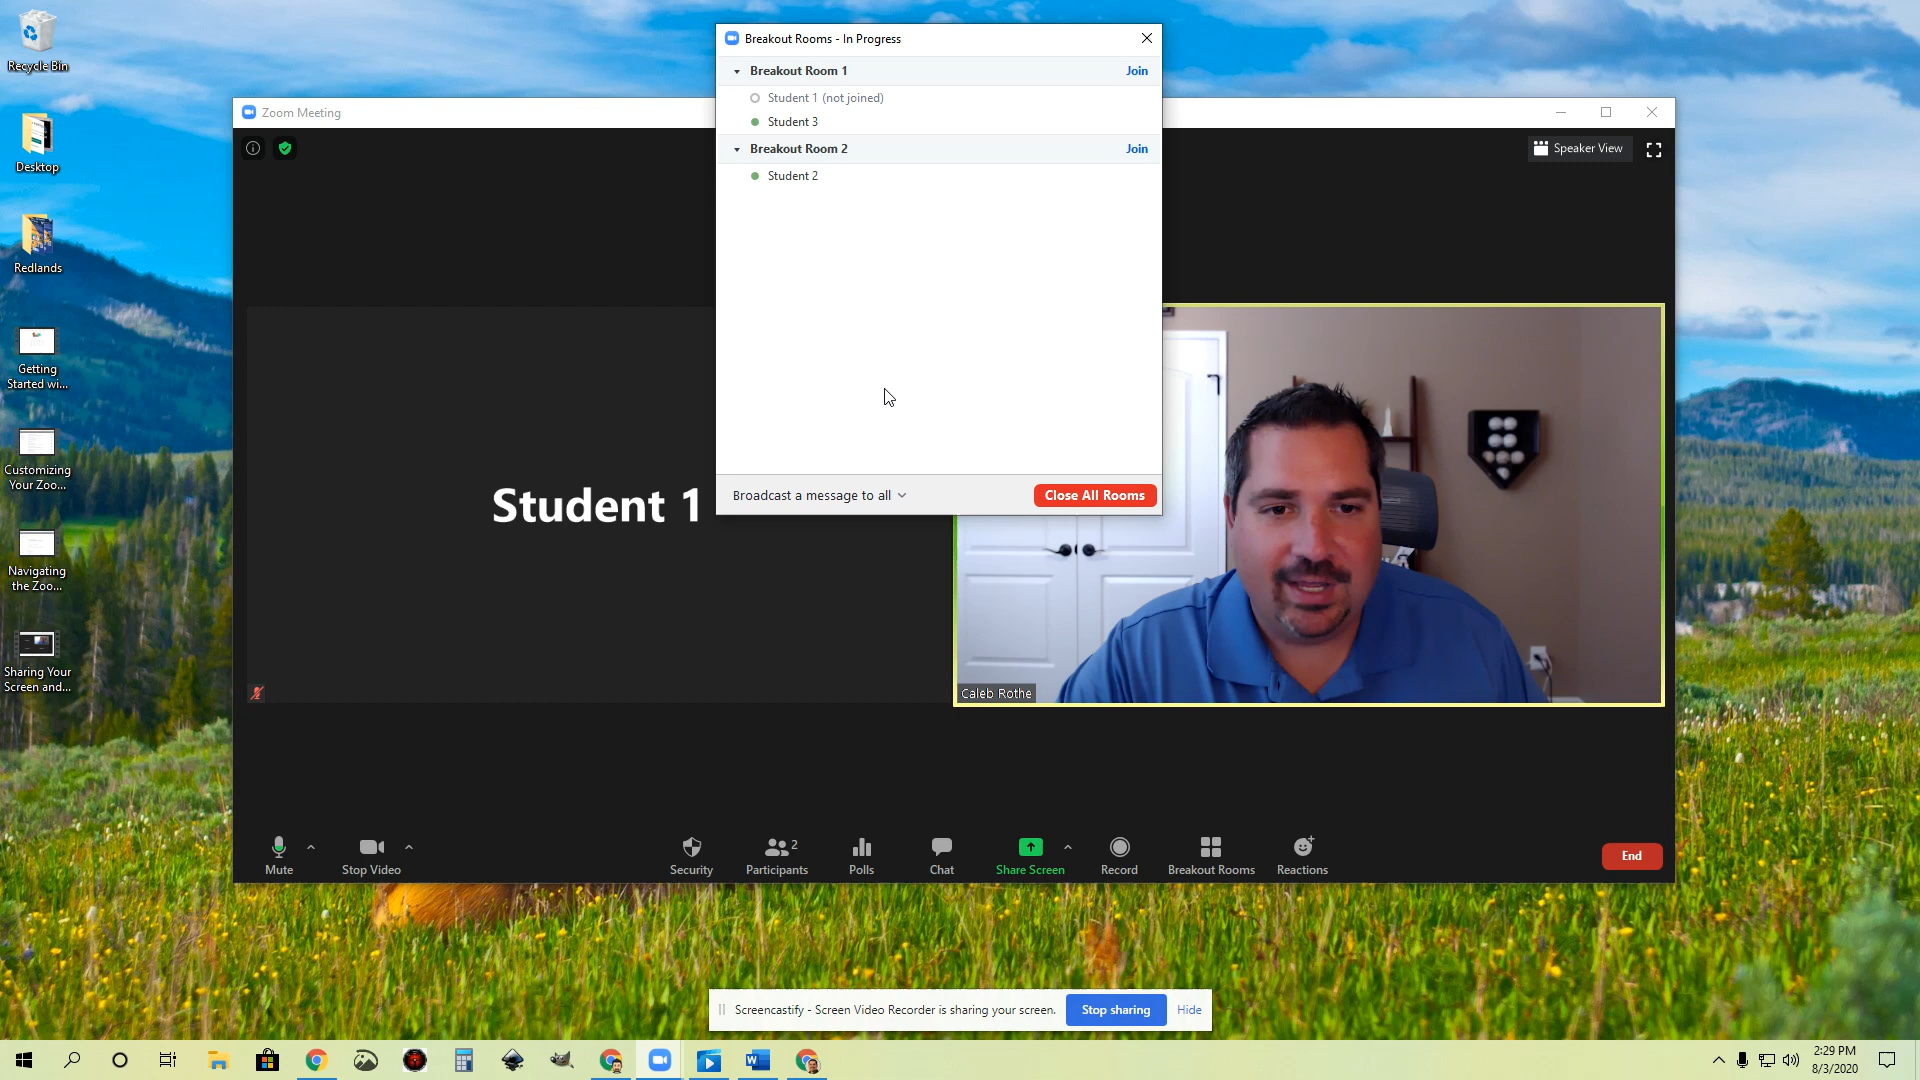 Recycle Bin
Desktop
Redlands
Getting
Started wi...
Customizing
Your Zoo...
Navigating
the Zoo...
Sharing Your
Screen and...
Zoom Meeting
Breakout Rooms - In Progress
Breakout Room 1
Join
Student 1 (not joined)
Student 3
Breakout Room 2
Join
Student 2
Broadcast a message to all
Close All Rooms
Speaker View
Student 1
Caleb Rothe
Mute
Stop Video
Security
Participants
2
Polls
Chat
Share Screen
Record
Breakout Rooms
Reactions
End
Screencastify - Screen Video Recorder is sharing your screen.
Stop sharing
Hide
2:29 PM
8/3/2020